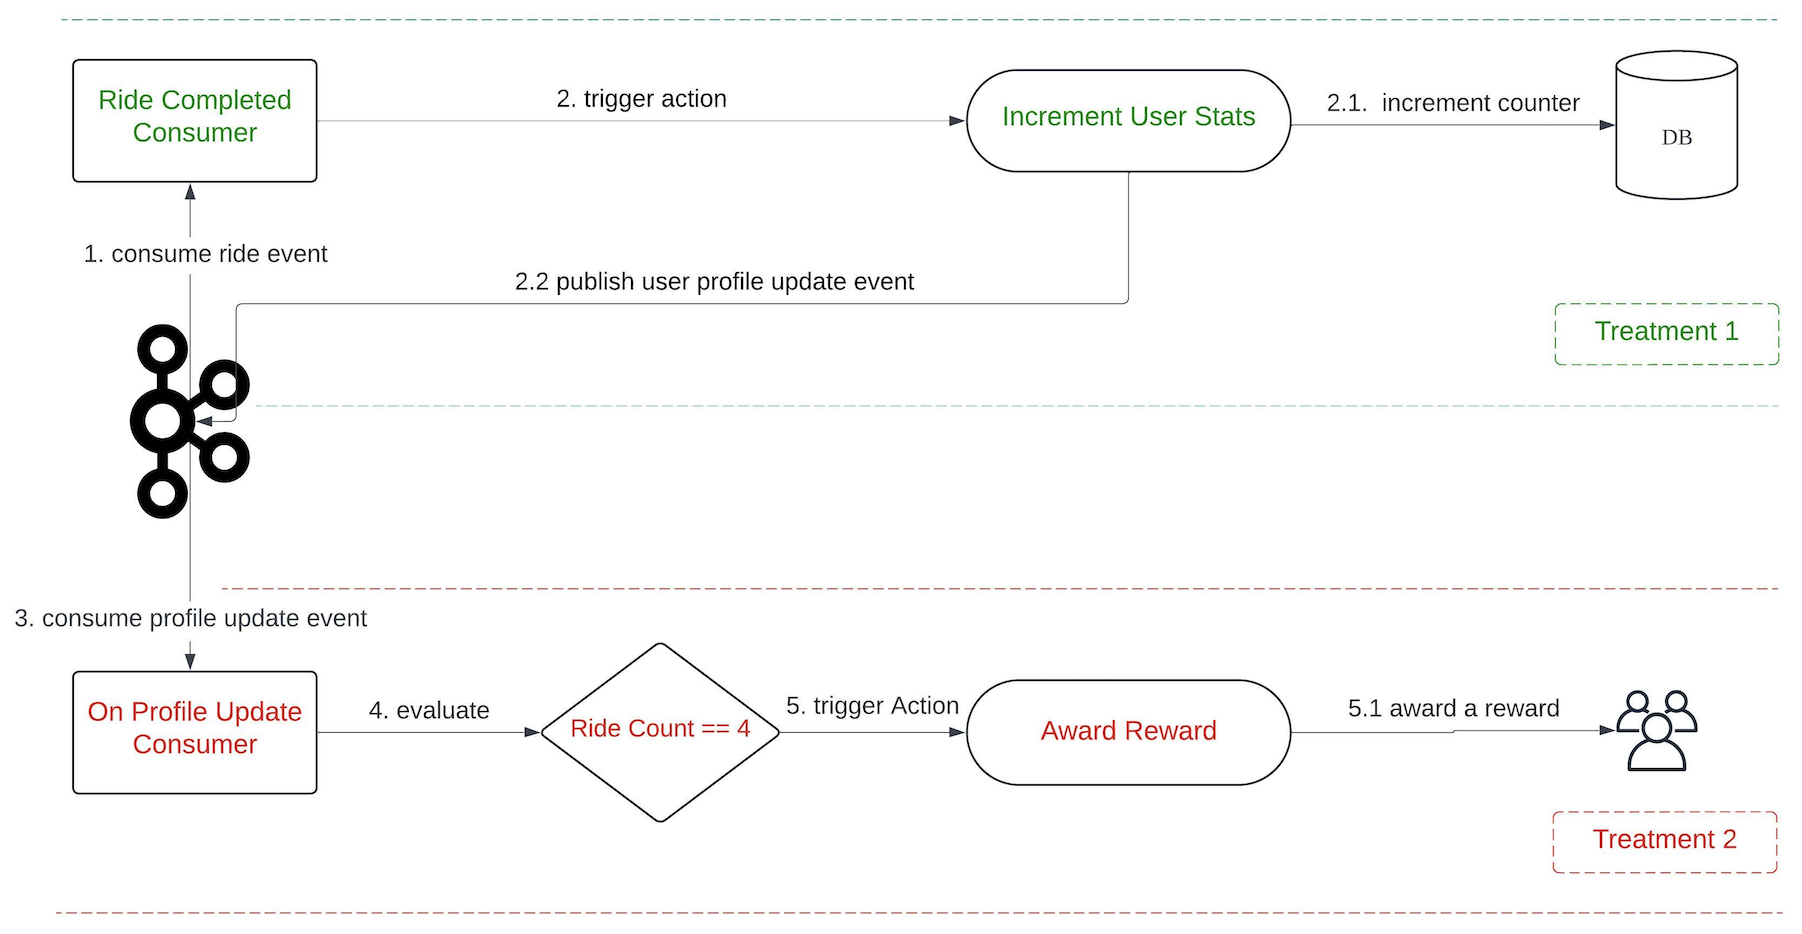 Ride Completed
Consumer
2. trigger action
Increment User Stats
2.1.  increment counter
DB
1. consume ride event
2.2 publish user profile update event
Treatment 1
3. consume profile update event
On Profile Update
Consumer
4. evaluate
Ride Count == 4
5. trigger Action
Award Reward
5.1 award a reward
Treatment 2